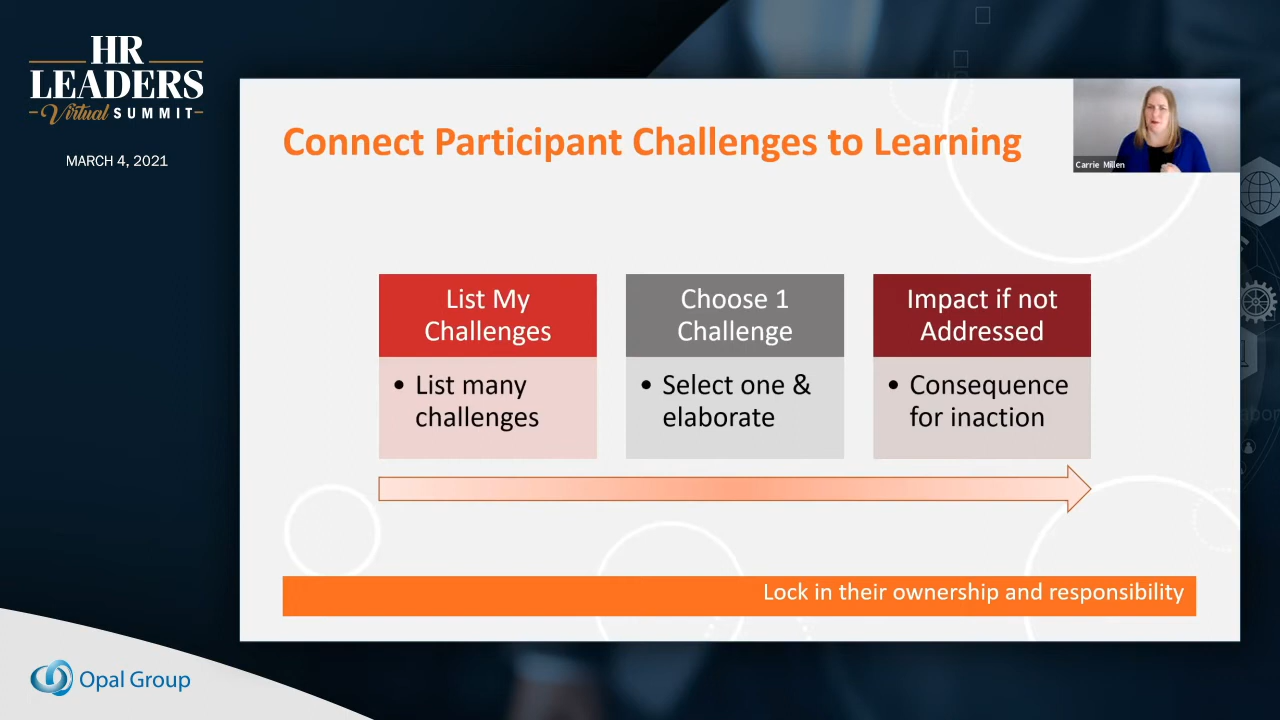 HR
LEADERS
Virtual SUMMIT
MARCH 4, 2021
Connect Participant Challenges to Learning
Carrie Millen
List My
Challenges
• List many
challenges
Choose 1
Challenge
• Select one &
elaborate
Impact if not
Addressed
• Consequence
for inaction
Lock in their ownership and responsibility
Opal Group